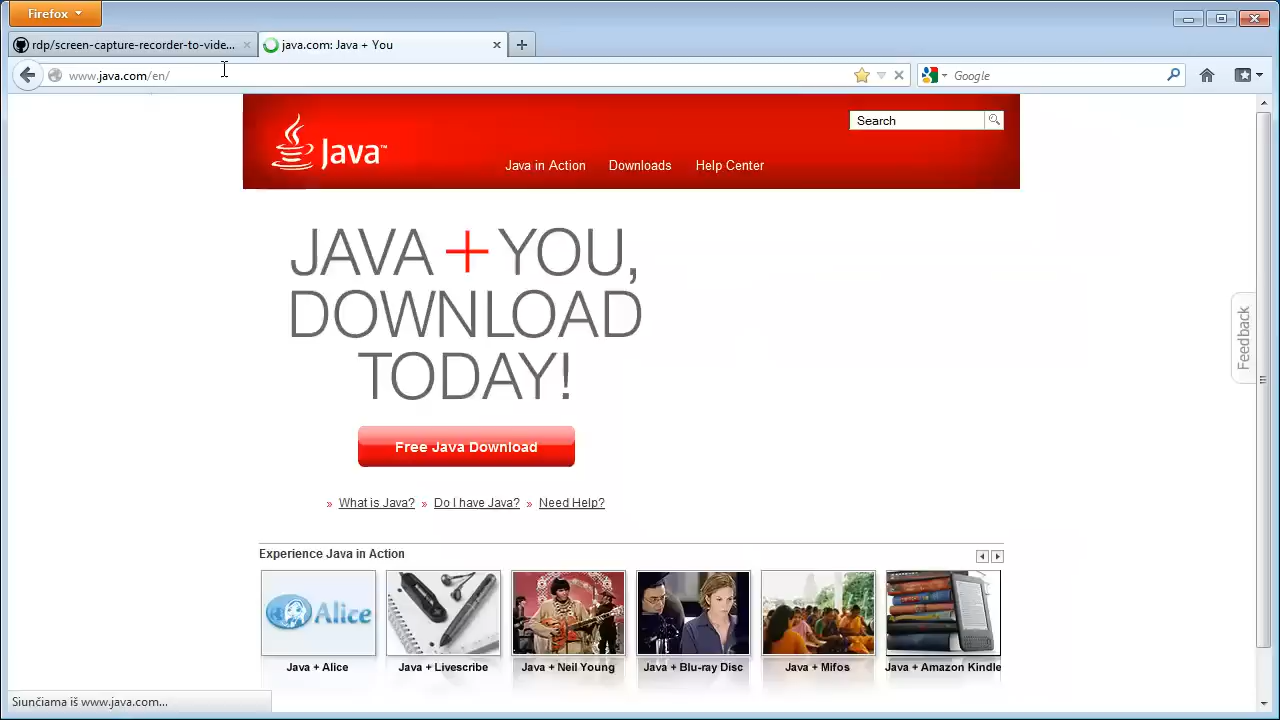 Firefox
rdp/screen-capture-recorder-to-vide...
java.com: Java + You
www.java.com/en/
Google
Java™
Search
Java in Action
Downloads
Help Center
JAVA + YOU,
DOWNLOAD
TODAY!
Free Java Download
» What is Java? » Do I have Java? » Need Help?
Feedback
Experience Java in Action
Alice
Java + Alice
Java + Livescribe
Java + Neil Young
Java + Blu-ray Disc
Java + Mifos
Java + Amazon Kindle
Siunčiama iš www.java.com...